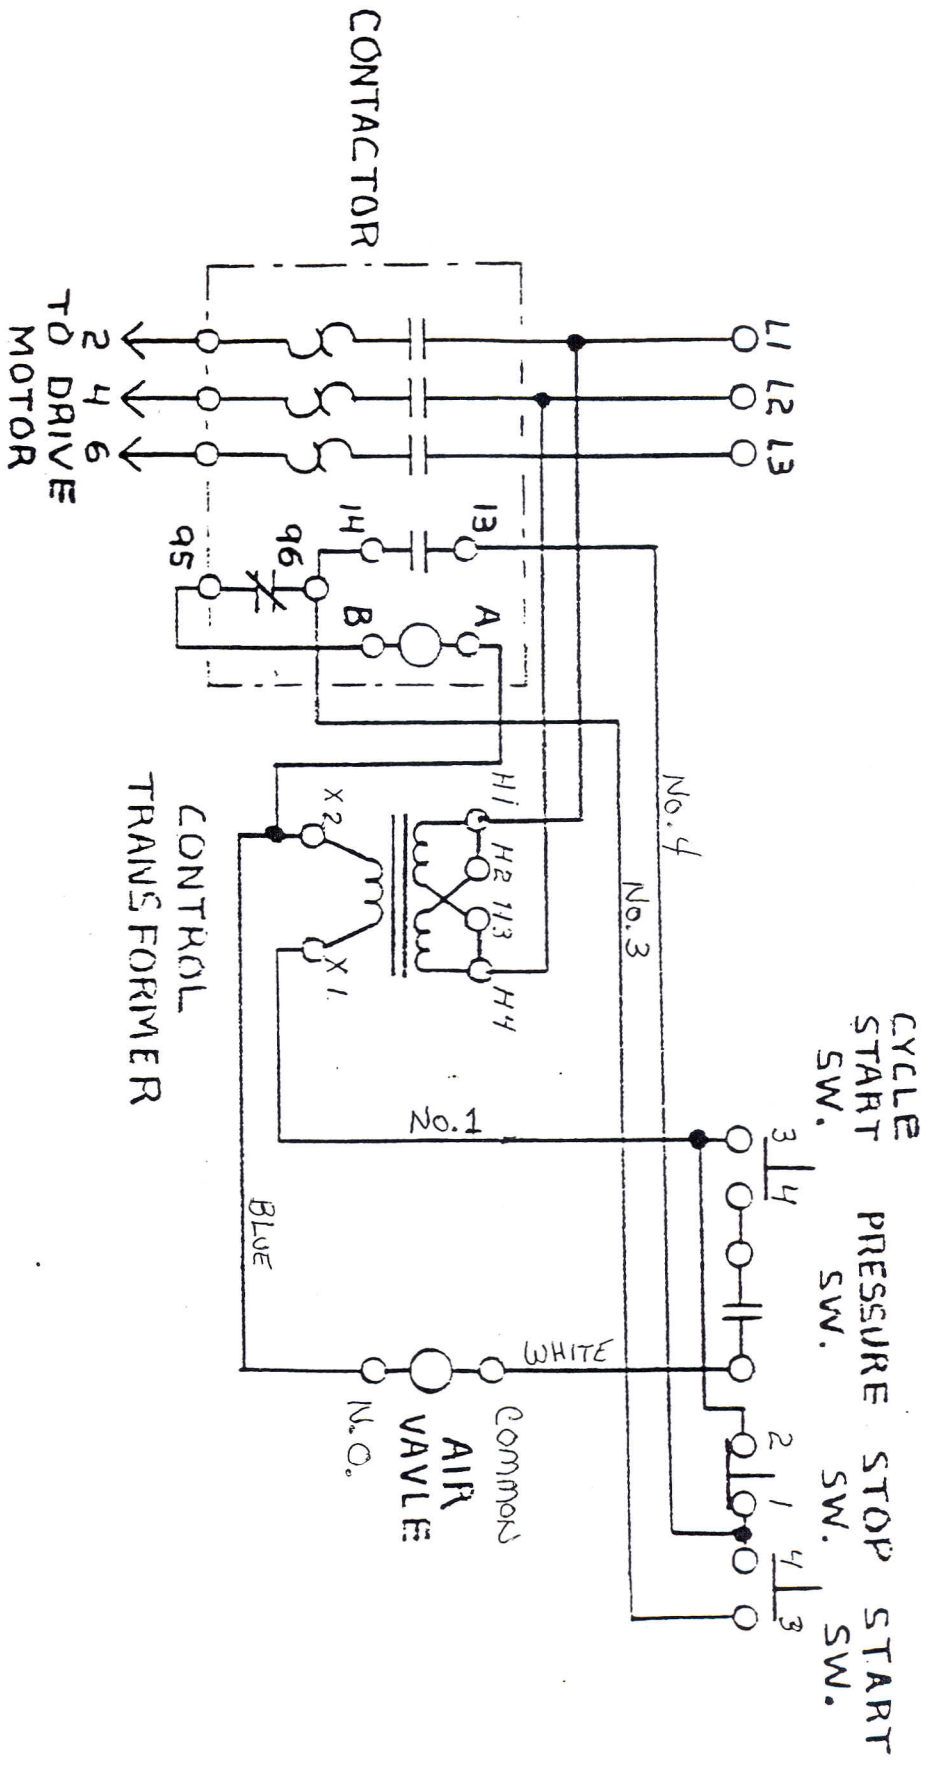 CONTACTOR
L1
L2
L3
2
4
6
TO DRIVE
MOTOR
13
14
96
95
A
B
H1
H2
H3
H4
X2
X1.
CONTROL
TRANSFORMER
No.4
No.3
No.1
BLUE
WHITE
CYCLE
START
SW.
3
4
PRESSURE
SW.
STOP
SW.
2
1
START
SW.
4
3
COMMON
N.O.
AIR
VAVLE